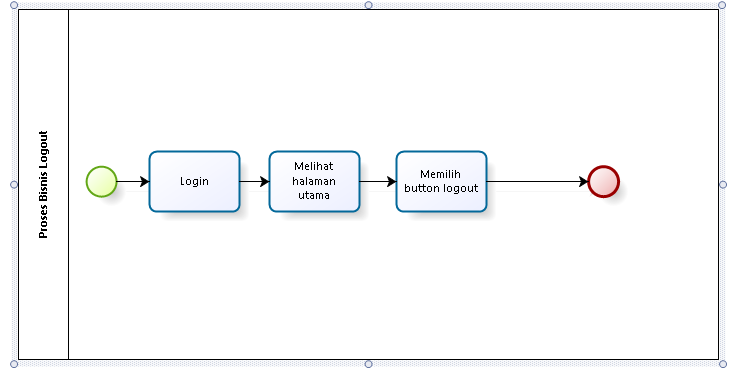 Proses Bisnis Logout
Login
Melihat
halaman
utama
Memilih
button logout